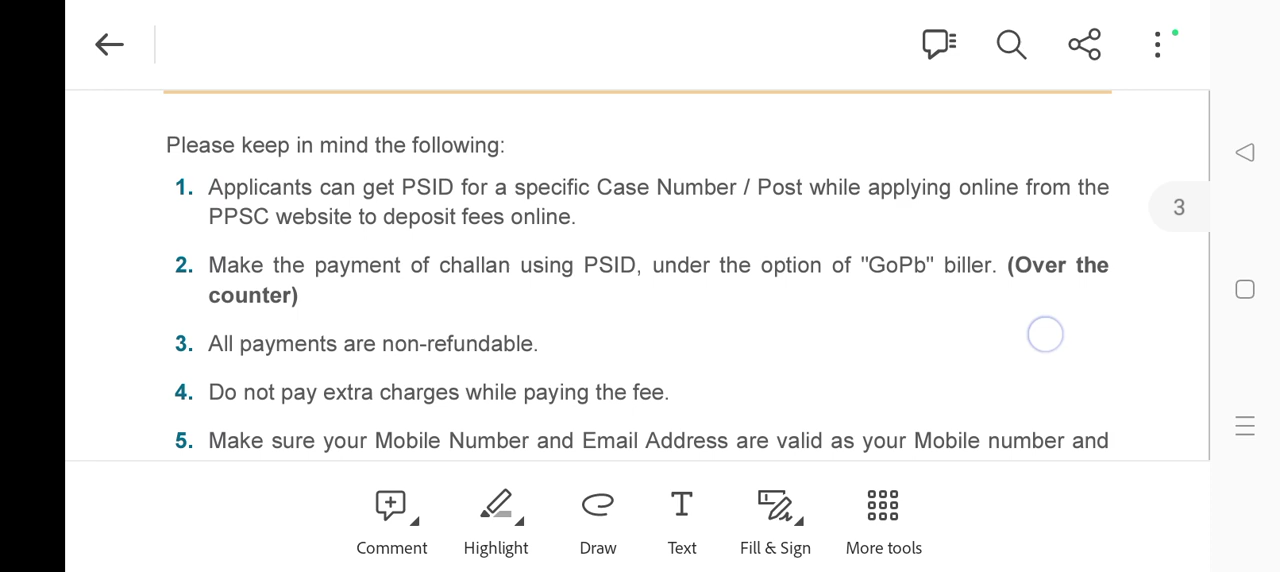 Please keep in mind the following:
3
1. Applicants can get PSID for a specific Case Number / Post while applying online from the
PPSC website to deposit fees online.
2. Make the payment of challan using PSID, under the option of "GoPb" biller. (Over the
counter)
3. All payments are non-refundable.
4. Do not pay extra charges while paying the fee.
5. Make sure your Mobile Number and Email Address are valid as your Mobile number and
Comment Highlight Draw Text Fill & Sign More tools